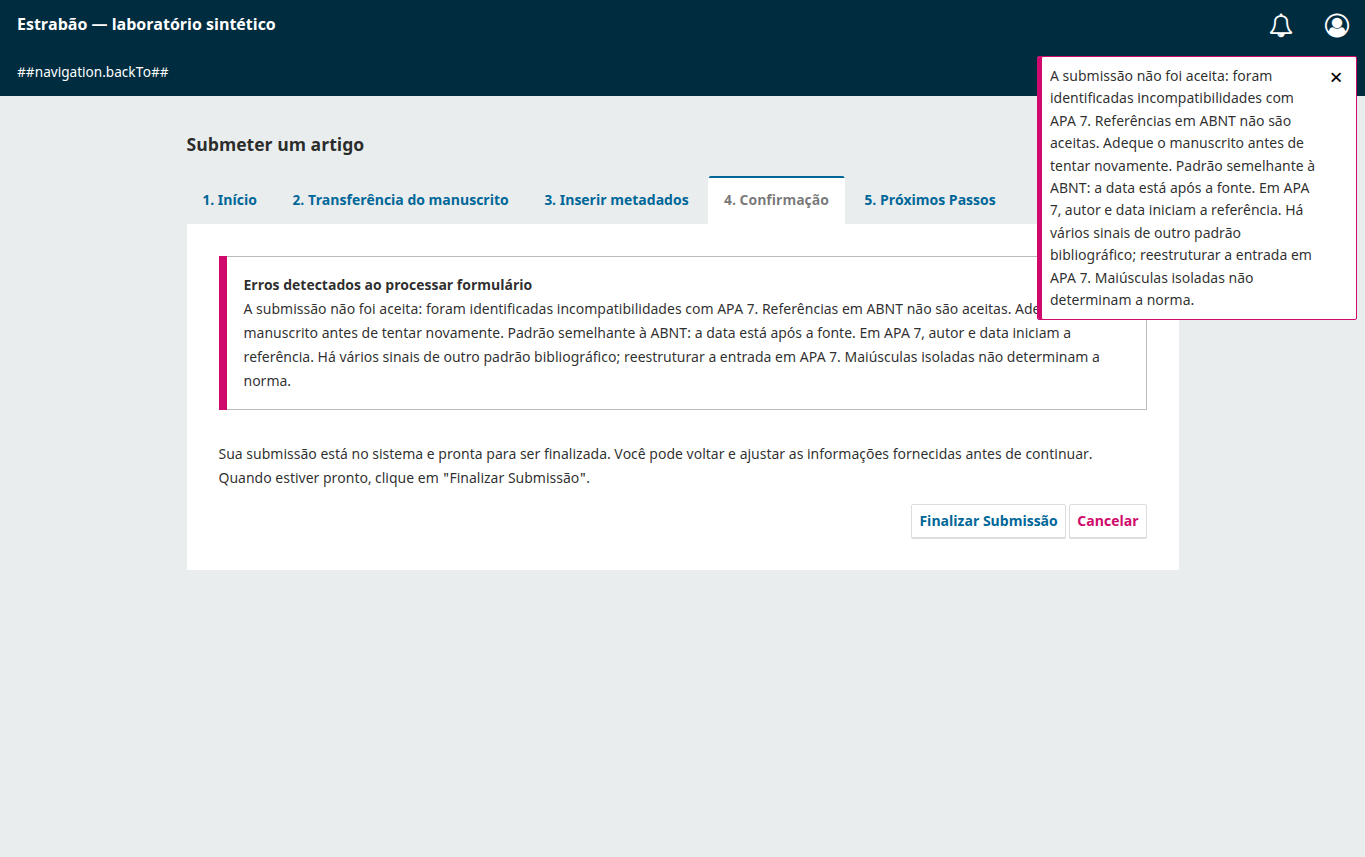 Estrabão — laboratório sintético
##navigation.backTo##
A submissão não foi aceita: foram
identificadas incompatibilidades com
APA 7. Referências em ABNT não são
aceitas. Adeque o manuscrito antes de
tentar novamente. Padrão semelhante à
ABNT: a data está após a fonte. Em APA
7, autor e data iniciam a referência. Há
vários sinais de outro padrão
bibliográfico; reestruturar a entrada em
APA 7. Maiúsculas isoladas não
determinam a norma.
Submeter um artigo
1. Início
2. Transferência do manuscrito
3. Inserir metadados
4. Confirmação
5. Próximos Passos
Erros detectados ao processar formulário
A submissão não foi aceita: foram identificadas incompatibilidades com APA 7. Referências em ABNT não são aceitas. Ade
manuscrito antes de tentar novamente. Padrão semelhante à ABNT: a data está após a fonte. Em APA 7, autor e data iniciam a
referência. Há vários sinais de outro padrão bibliográfico; reestruturar a entrada em APA 7. Maiúsculas isoladas não determinam a
norma.
Sua submissão está no sistema e pronta para ser finalizada. Você pode voltar e ajustar as informações fornecidas antes de continuar.
Quando estiver pronto, clique em "Finalizar Submissão".
Finalizar Submissão
Cancelar